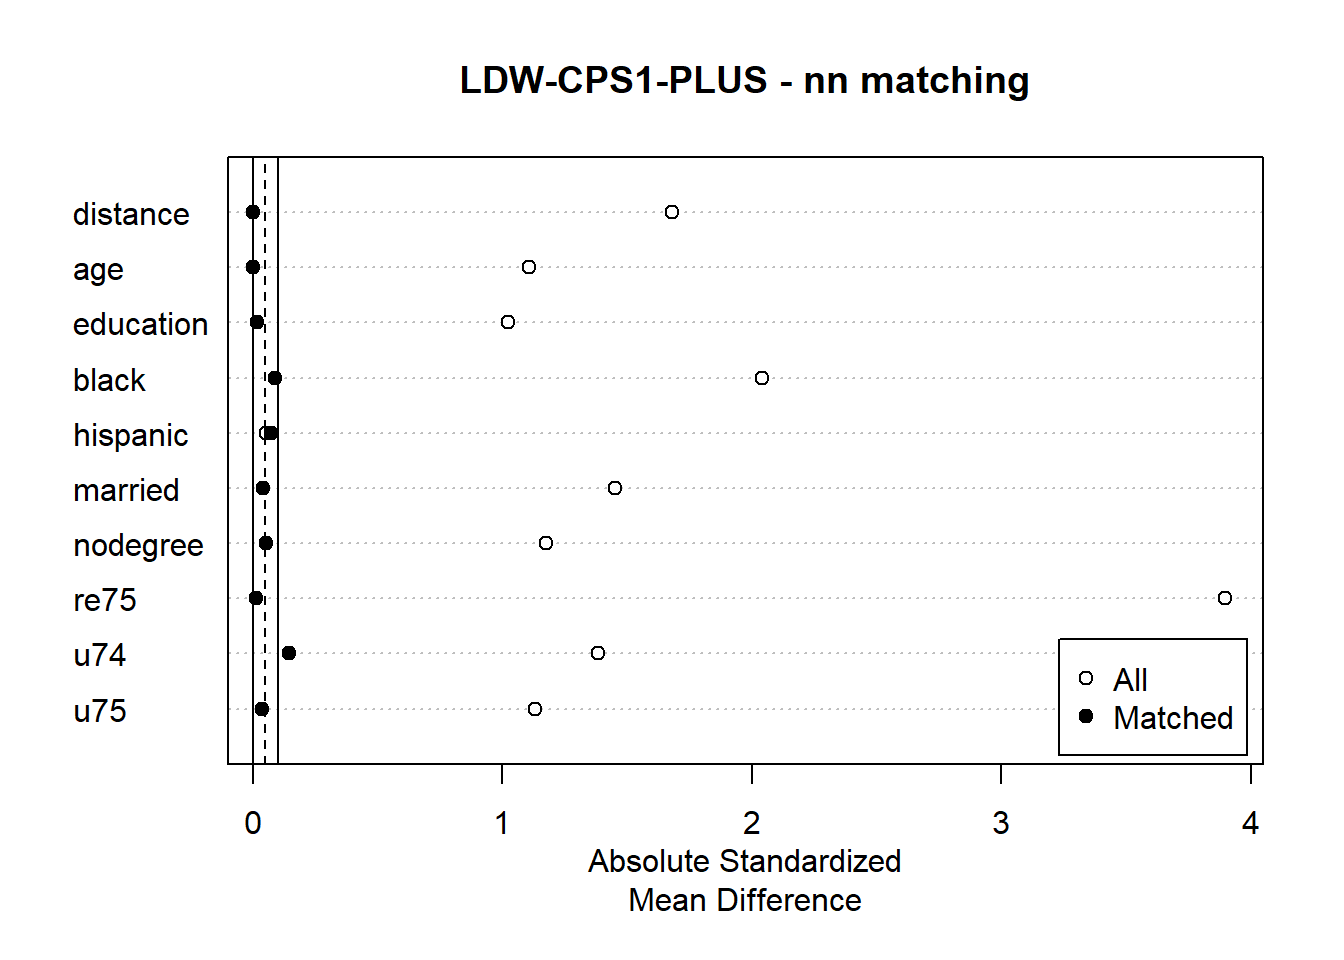 LDW-CPS1-PLUS - nn matching
distance
age
education
black
hispanic
married
nodegree
re75
u74
u75
All
Matched
0 1 2 3 4
Absolute Standardized
Mean Difference